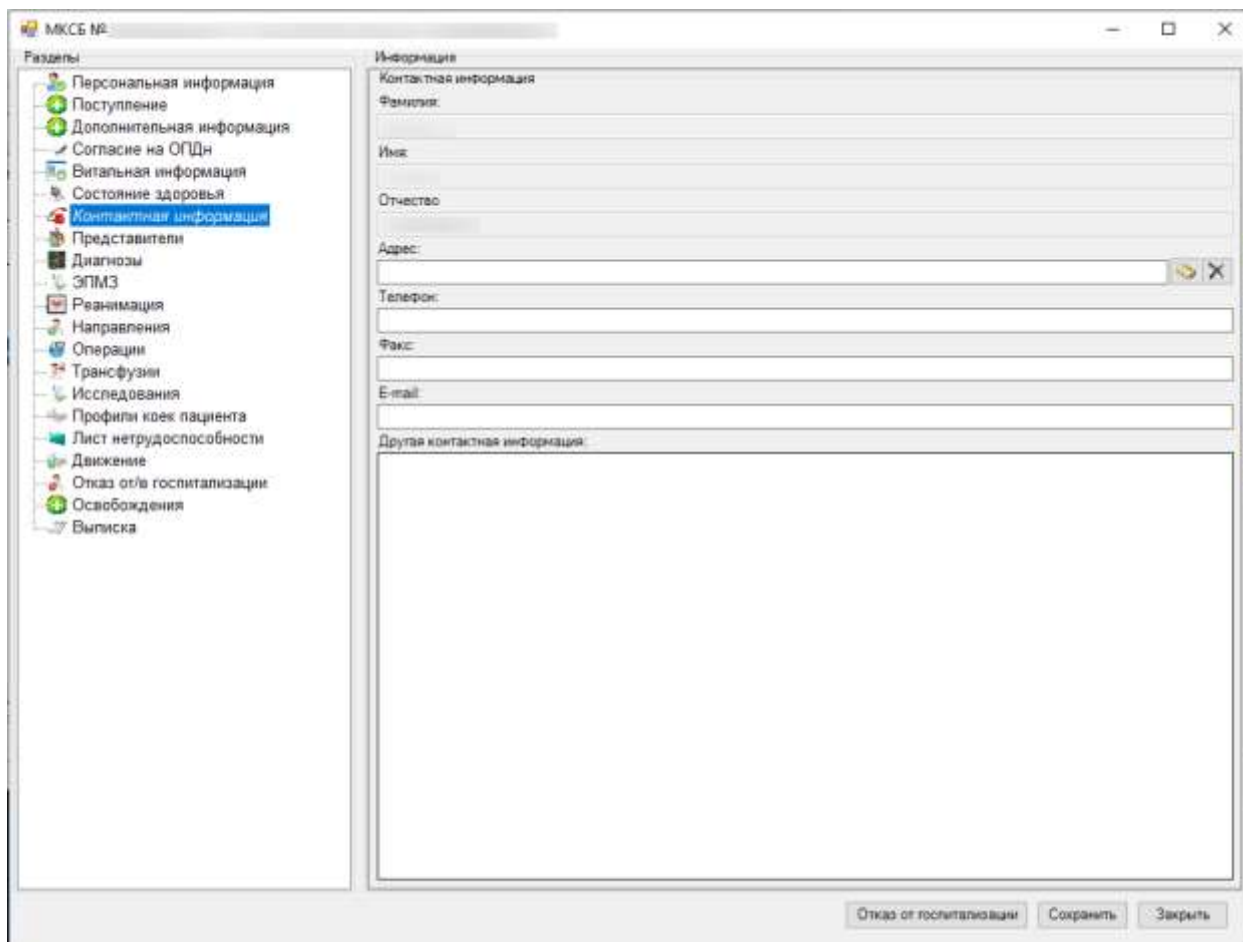 МКСБ №
Разделы
Персональная информация
Поступление
Дополнительная информация
Согласие на ОПДн
Витальная информация
Состояние здоровья
Контактная информация
Представители
Диагнозы
ЭПМЗ
Реанимация
Направления
Операции
Трансфузии
Исследования
Профили коек пациента
Лист нетрудоспособности
Движение
Отказ от/в госпитализации
Освобождения
Выписка
Информация
Контактная информация
Фамилия:
Имя:
Отчество
Адрес:
Телефон:
Факс:
E-mail:
Другая контактная информация:
Отказ от госпитализации
Сохранить
Закрыть